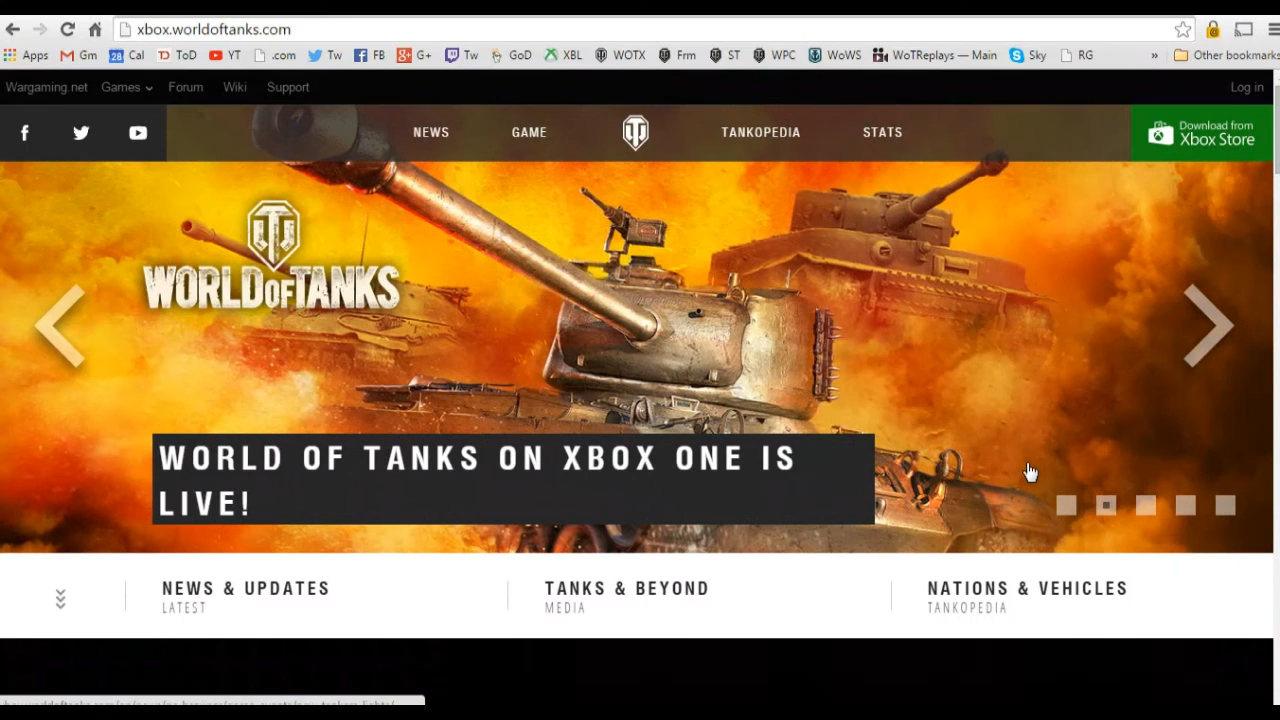 xbox.worldoftanks.com
Apps Gm 28 Cal ToD YT .com Tw FB G+ Tw GoD XBL WOTX Frm ST WPC WoWS WoTReplays — Main Sky RG » Other bookmarks
Wargaming.net Games Forum Wiki Support Log in
NEWS GAME TANKOPEDIA STATS
Download from
Xbox Store
WORLD OF TANKS
WORLD OF TANKS ON XBOX ONE IS
LIVE!
NEWS & UPDATES TANKS & BEYOND NATIONS & VEHICLES
LATEST MEDIA TANKOPEDIA